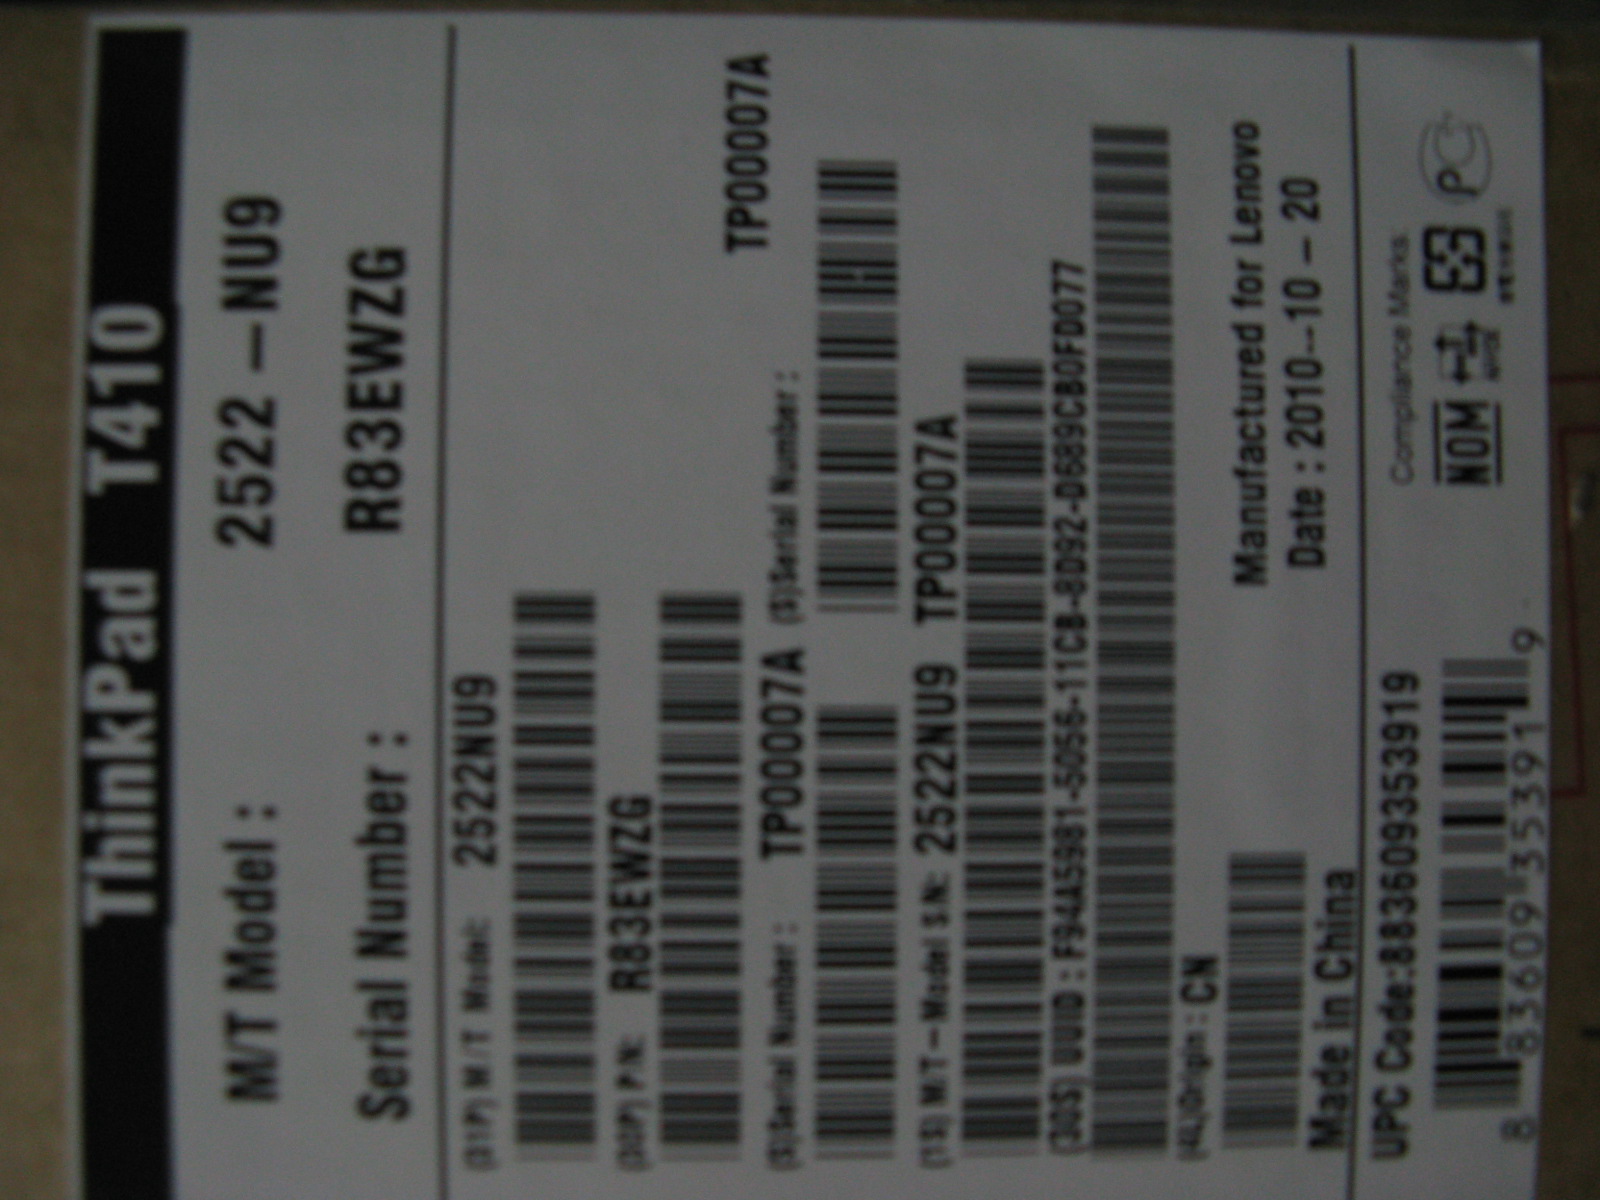 ThinkPad T410
M/T Model : 2522 -NU9
Serial Number : R83EWZG
(31P) M/T Model: 2522NU9
(30P) P/N: R83EWZG
TP00007A
(S)Serial Number : TP00007A (S)Serial Number :
(1S) M/T-Model S/N: 2522NU9 TP00007A
(30S) UUID : F94A5981-5056-11CB-8D92-D689CB0FD077
(4L)Origin : CN
Manufactured for Lenovo
Made in China Date : 2010--10 - 20
UPC Code:883609353919
Compliance Marks:
NOM
PC
8 83609 35391 9